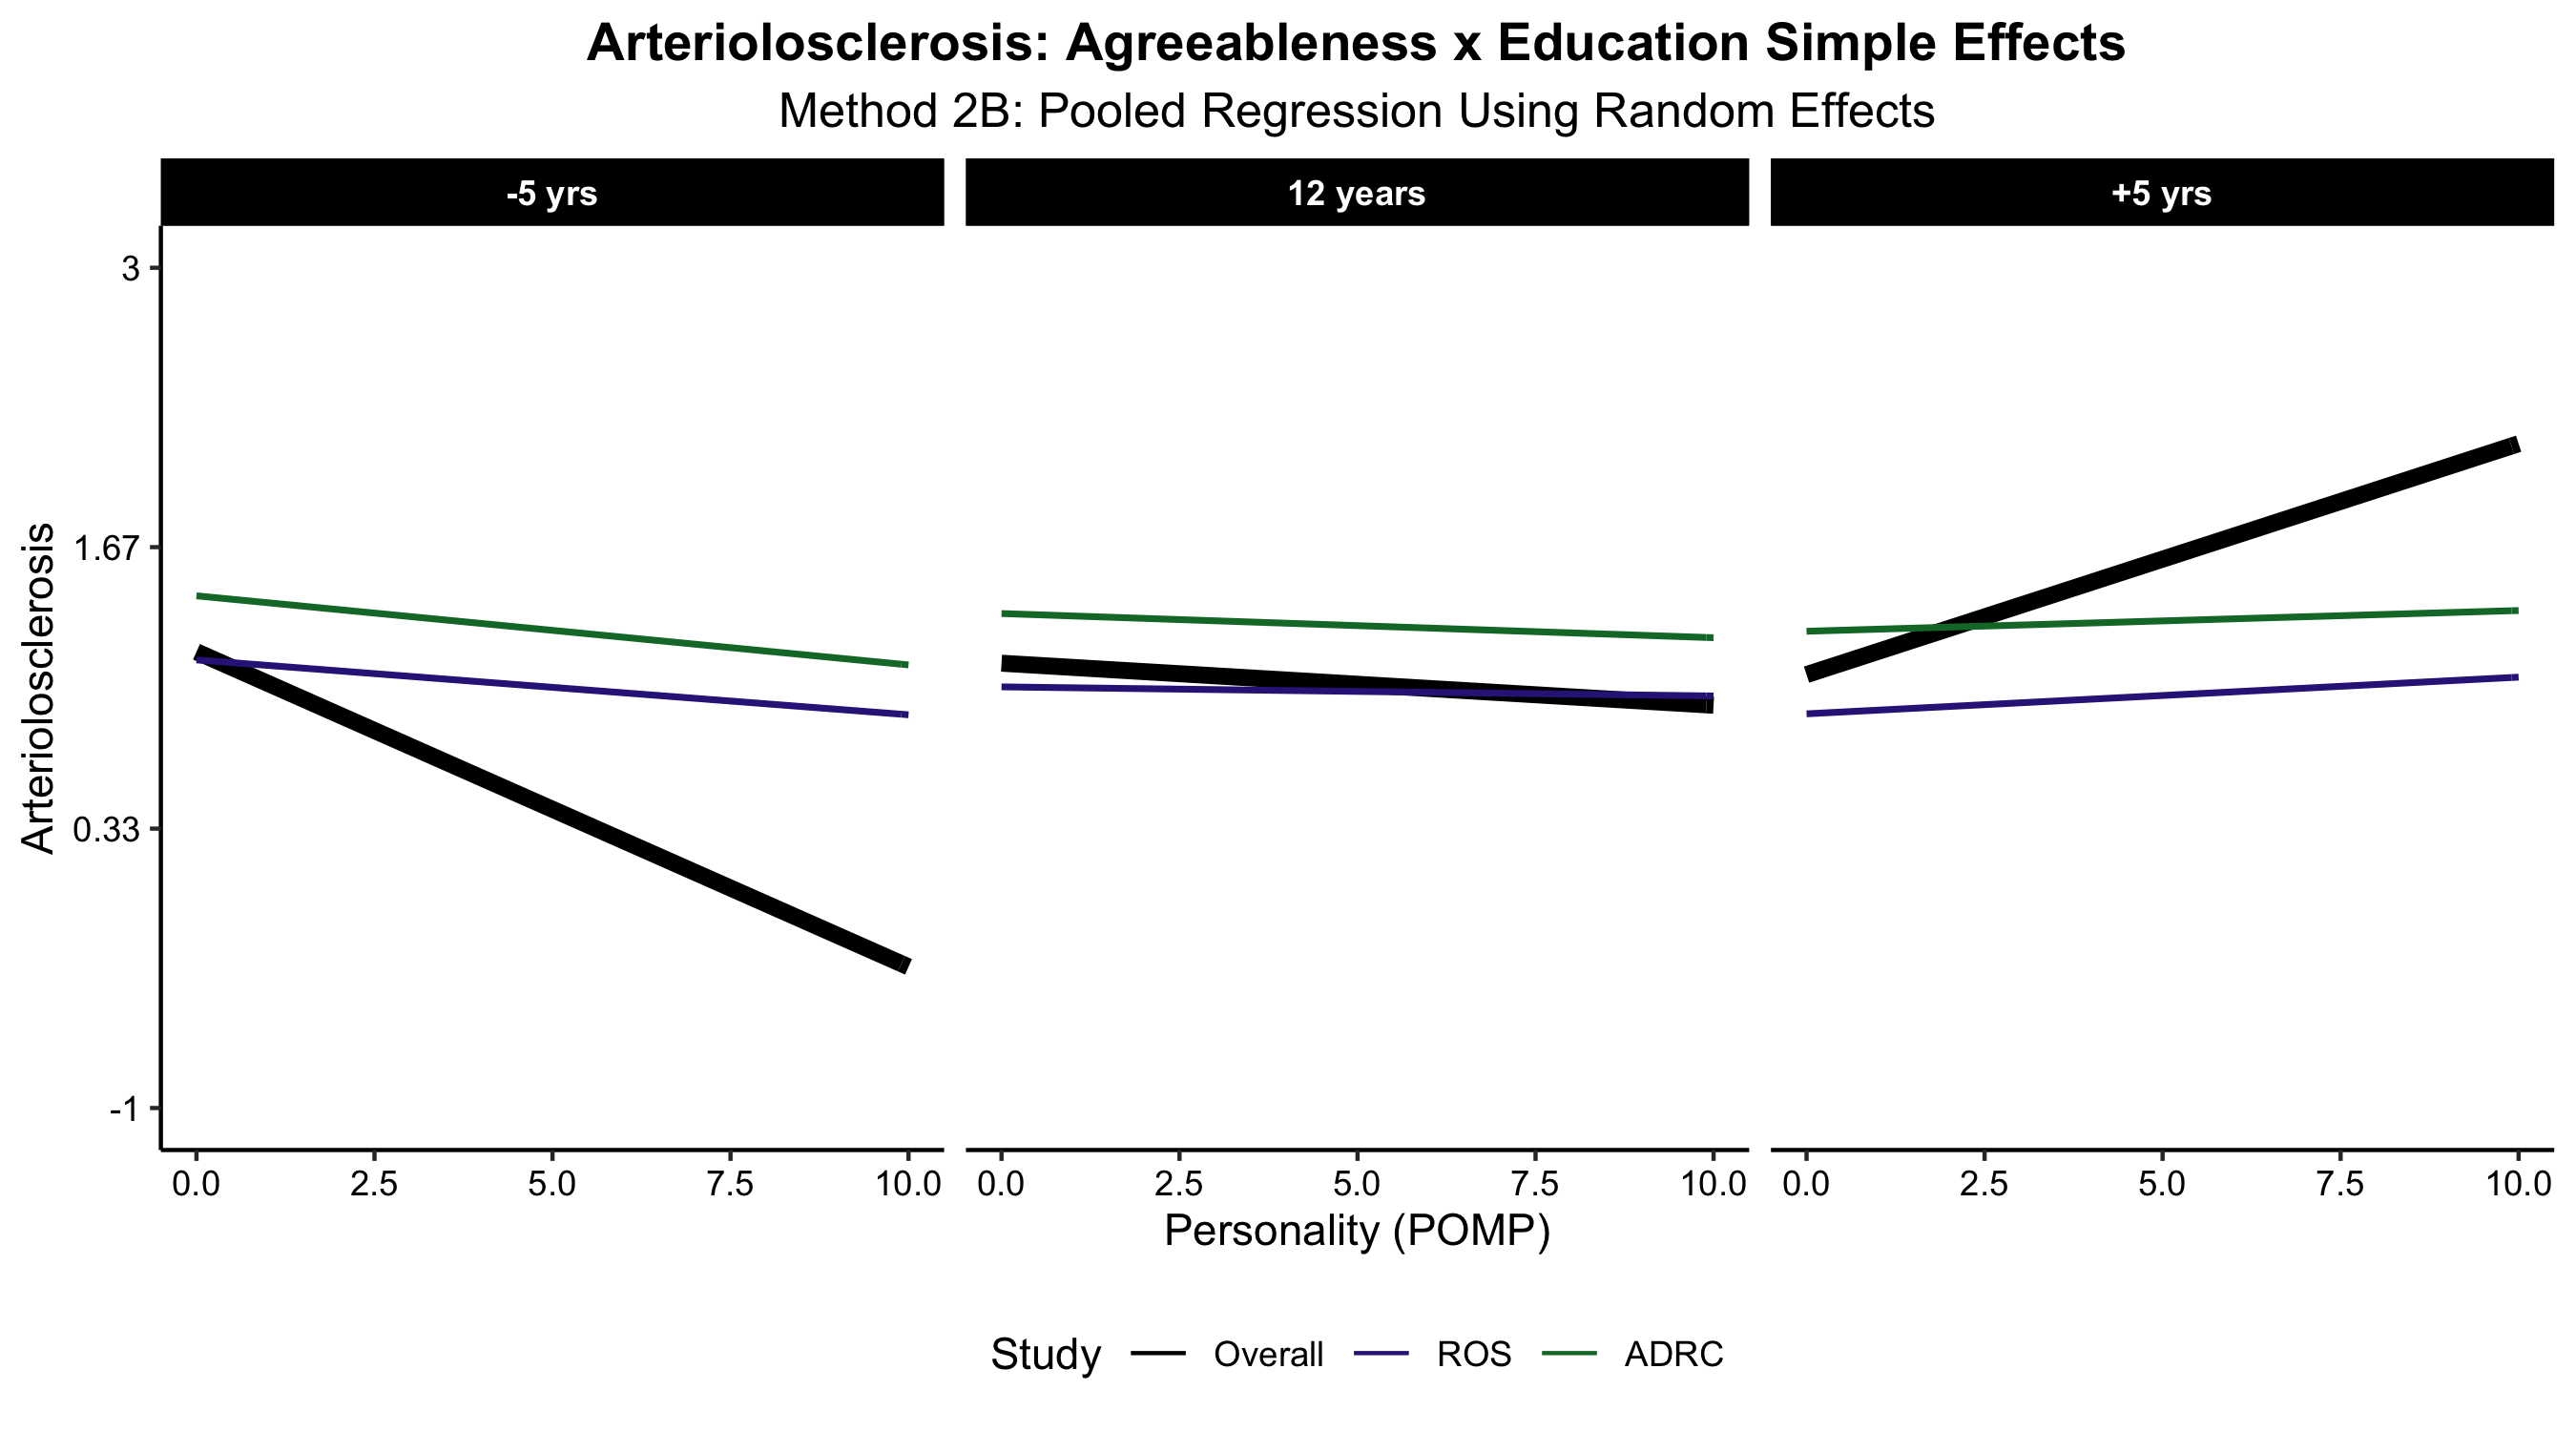 Arteriolosclerosis: Agreeableness x Education Simple Effects
Method 2B: Pooled Regression Using Random Effects
-5 yrs
12 years
+5 yrs
Arteriolosclerosis
3
1.67
0.33
-1
0.0 2.5 5.0 7.5 10.0
0.0 2.5 5.0 7.5 10.0
0.0 2.5 5.0 7.5 10.0
Personality (POMP)
Study Overall ROS ADRC